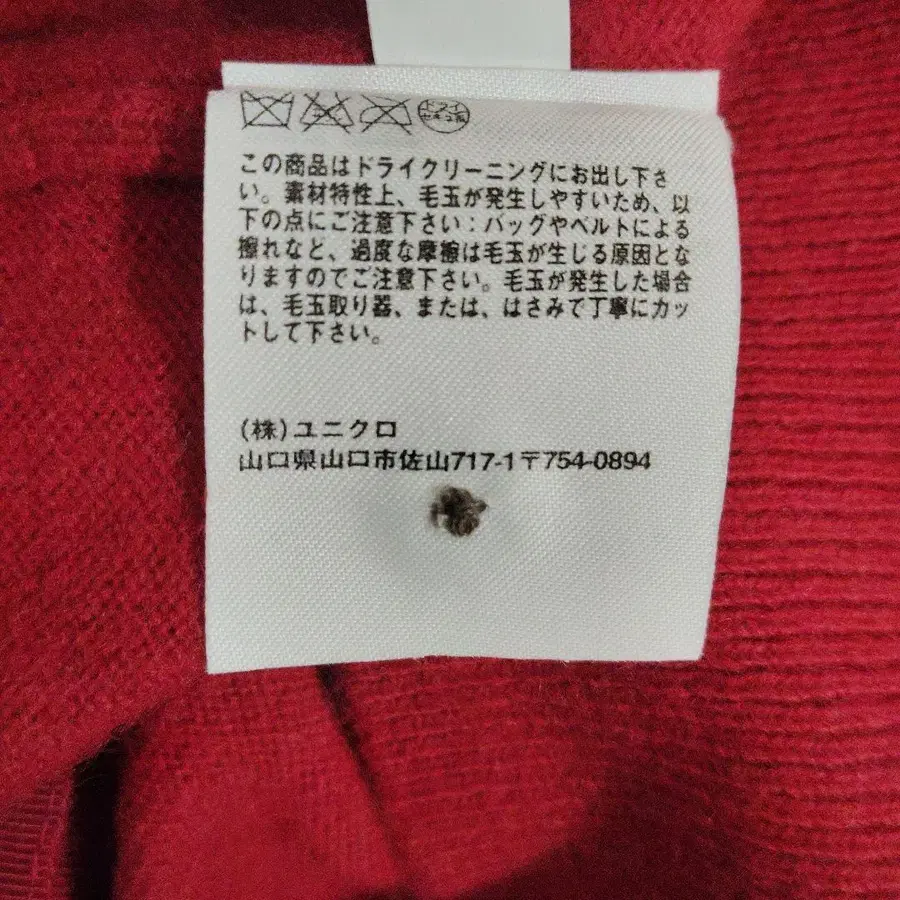 ドライ
セキユ系
この商品はドライクリーニングにお出し下さ
い。素材特性上、毛玉が発生しやすいため、以
下の点にご注意下さい：バッグやベルトによる
擦れなど、過度な摩擦は毛玉が生じる原因とな
りますのでご注意下さい。毛玉が発生した場合
は、毛玉取り器、または、はさみで丁寧にカッ
トして下さい。
(株)ユニクロ
山口県山口市佐山717-1〒754-0894